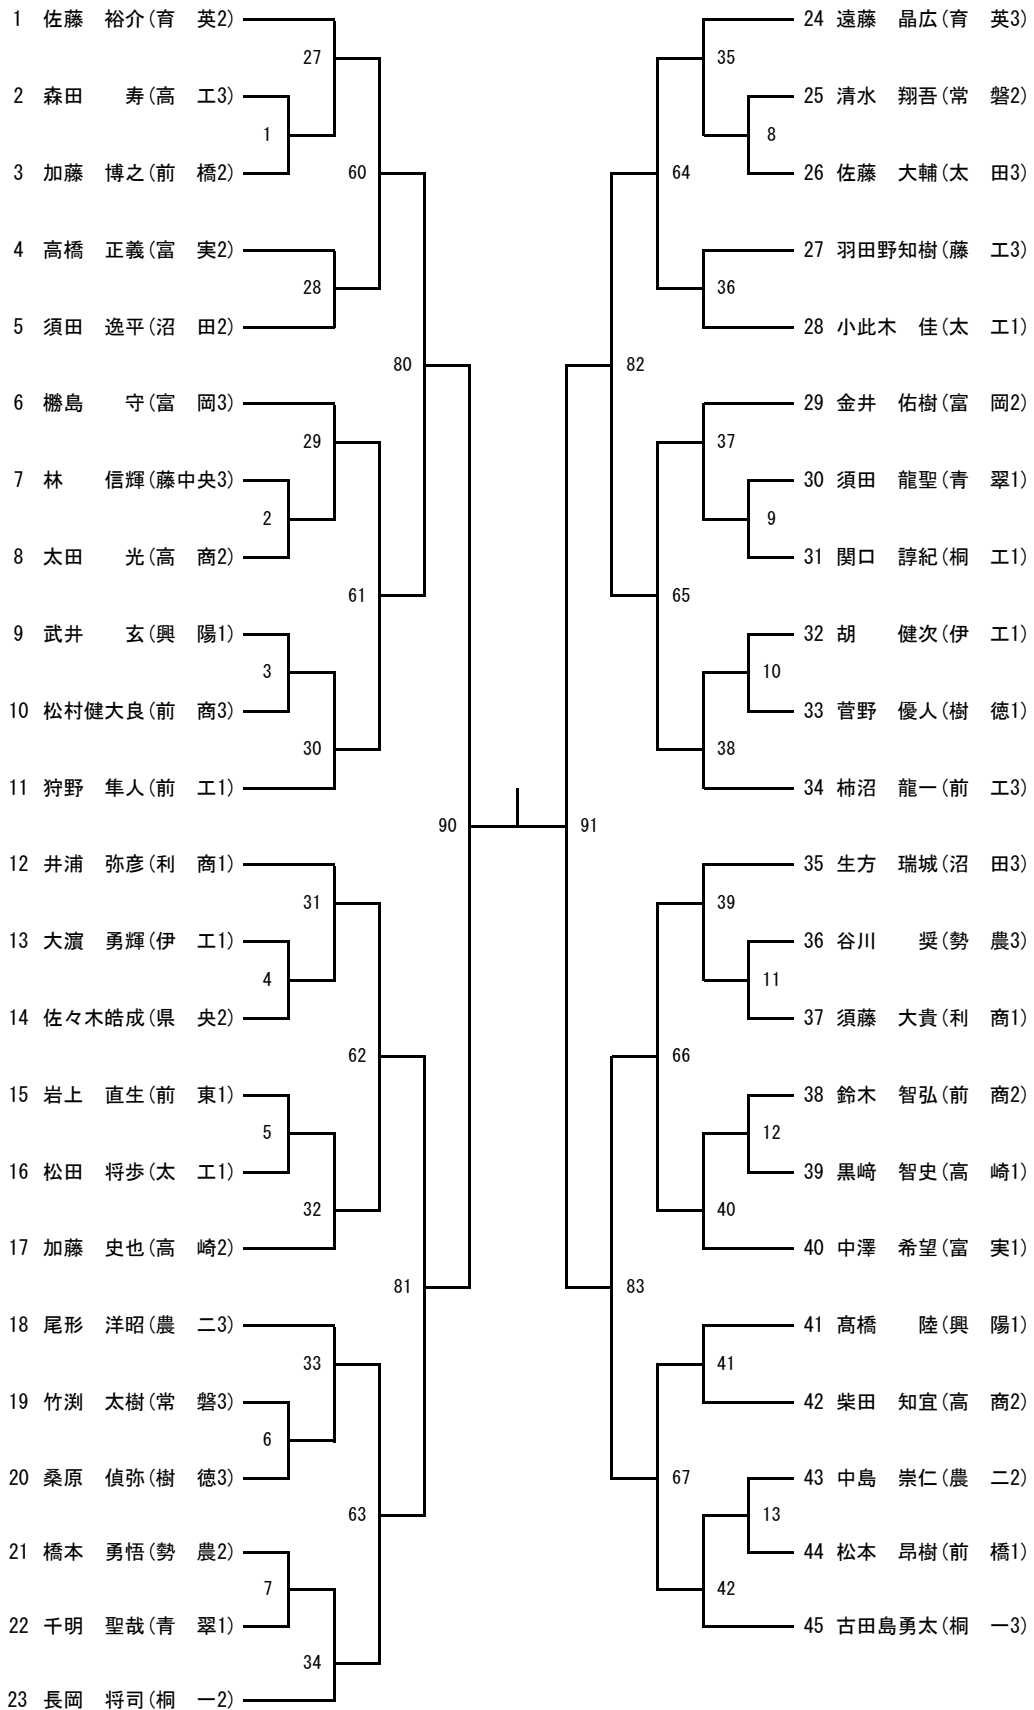 1 佐藤　裕介(育　英2)
27
2 森田　　寿(高　工3)
1
3 加藤　博之(前　橋2)
60
4 高橋　正義(富　実2)
28
5 須田　逸平(沼　田2)
80
6 櫤島　　守(富　岡3)
29
7 林　　信輝(藤中央3)
2
8 太田　　光(高　商2)
61
9 武井　　玄(興　陽1)
3
10 松村健大良(前　商3)
30
11 狩野　隼人(前　工1)
90
12 井浦　弥彦(利　商1)
31
13 大濵　勇輝(伊　工1)
4
14 佐々木皓成(県　央2)
62
15 岩上　直生(前　東1)
5
16 松田　将歩(太　工1)
32
17 加藤　史也(高　崎2)
81
18 尾形　洋昭(農　二3)
33
19 竹渕　太樹(常　磐3)
6
20 桑原　偵弥(樹　徳3)
63
21 橋本　勇悟(勢　農2)
7
22 千明　聖哉(青　翠1)
34
23 長岡　将司(桐　一2)
24 遠藤　晶広(育　英3)
35
25 清水　翔吾(常　磐2)
8
26 佐藤　大輔(太　田3)
64
27 羽田野知樹(藤　工3)
36
28 小此木　佳(太　工1)
82
29 金井　佑樹(富　岡2)
37
30 須田　龍聖(青　翠1)
9
31 関口　諄紀(桐　工1)
65
32 胡　　健次(伊　工1)
10
33 菅野　優人(樹　徳1)
38
34 柿沼　龍一(前　工3)
91
35 生方　瑞城(沼　田3)
39
36 谷川　　奨(勢　農3)
11
37 須藤　大貴(利　商1)
66
38 鈴木　智弘(前　商2)
12
39 黒﨑　智史(高　崎1)
40
40 中澤　希望(富　実1)
83
41 髙橋　　陸(興　陽1)
41
42 柴田　知宜(高　商2)
67
43 中島　崇仁(農　二2)
13
44 松本　昂樹(前　橋1)
42
45 古田島勇太(桐　一3)